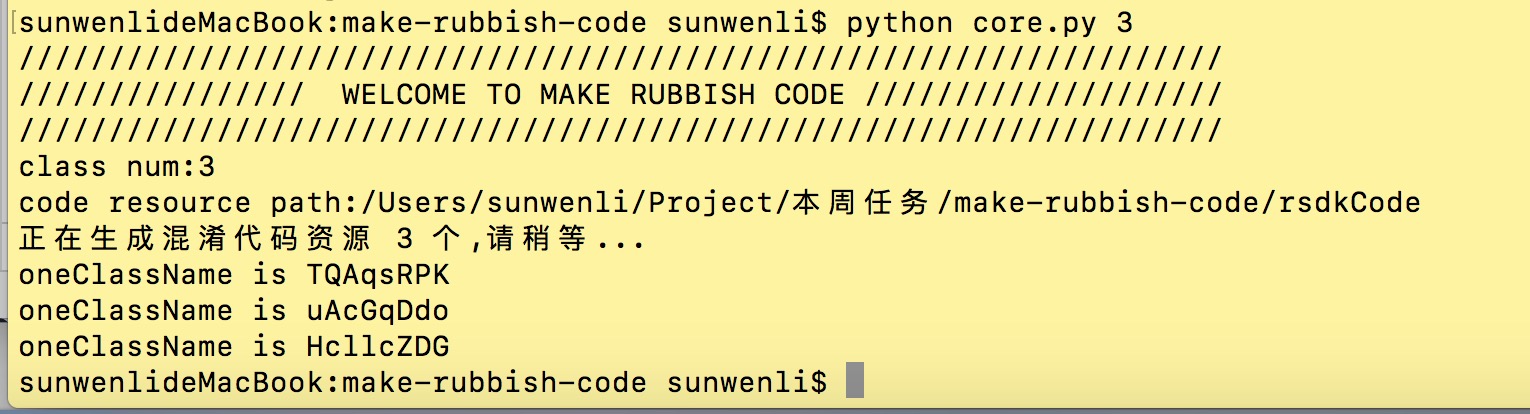 [sunwenlideMacBook:make-rubbish-code sunwenli$ python core.py 3
///////////////////////////////////////////////////////////////////
////////////////  WELCOME TO MAKE RUBBISH CODE ////////////////////
///////////////////////////////////////////////////////////////////
class num:3
code resource path:/Users/sunwenli/Project/本周任务/make-rubbish-code/rsdkCode
正在生成混淆代码资源 3 个,请稍等...
oneClassName is TQAqsRPK
oneClassName is uAcGqDdo
oneClassName is HcllcZDG
sunwenlideMacBook:make-rubbish-code sunwenli$